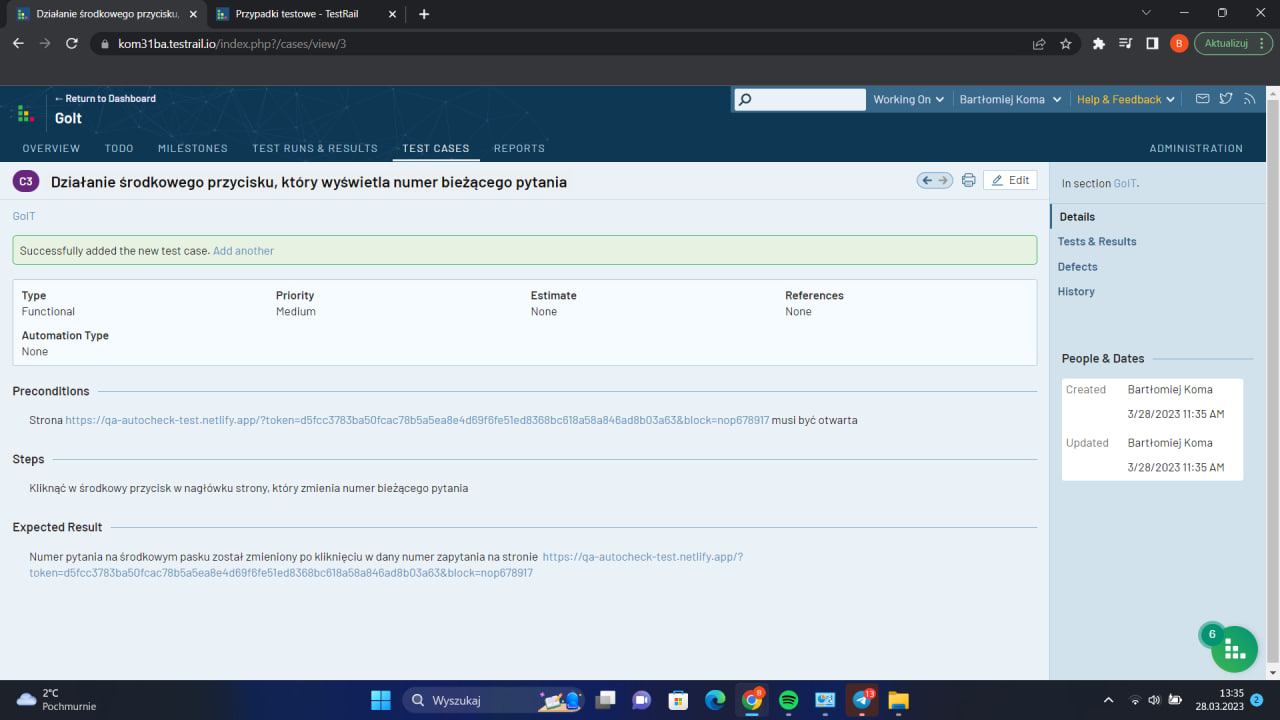 Działanie środkowego przycisku,
Przypadki testowe - TestRail
kom31ba.testrail.io/index.php?/cases/view/3
B
Aktualizuj
← Return to Dashboard
GoIt
Working On
Bartłomiej Koma
Help & Feedback
OVERVIEW
TODO
MILESTONES
TEST RUNS & RESULTS
TEST CASES
REPORTS
ADMINISTRATION
C3
Działanie środkowego przycisku, który wyświetla numer bieżącego pytania
Edit
In section GoIT.
GoIT
Details
Tests & Results
Defects
History
Successfully added the new test case. Add another
Type
Functional
Priority
Medium
Estimate
None
References
None
Automation Type
None
People & Dates
Created
Bartłomiej Koma
3/28/2023 11:35 AM
Updated
Bartłomiej Koma
3/28/2023 11:35 AM
Preconditions
Strona https://qa-autocheck-test.netlify.app/?token=d5fcc3783ba50fcac78b5a5ea8e4d69f6fe51ed8368bc618a58a846ad8b03a63&block=nop678917 musi być otwarta
Steps
Kliknąć w środkowy przycisk w nagłówku strony, który zmienia numer bieżącego pytania
Expected Result
Numer pytania na środkowym pasku został zmieniony po kliknięciu w dany numer zapytania na stronie https://qa-autocheck-test.netlify.app/?
token=d5fcc3783ba50fcac78b5a5ea8e4d69f6fe51ed8368bc618a58a846ad8b03a63&block=nop678917
6
2°C
Pochmurnie
Wyszukaj
8
13
13:35
28.03.2023
2